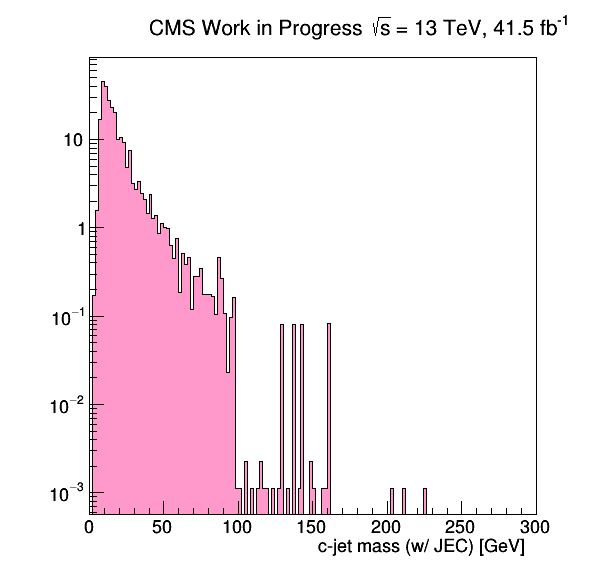 CMS Work in Progress √s = 13 TeV, 41.5 fb⁻¹
10
1
10⁻¹
10⁻²
10⁻³
0 50 100 150 200 250 300
c-jet mass (w/ JEC) [GeV]